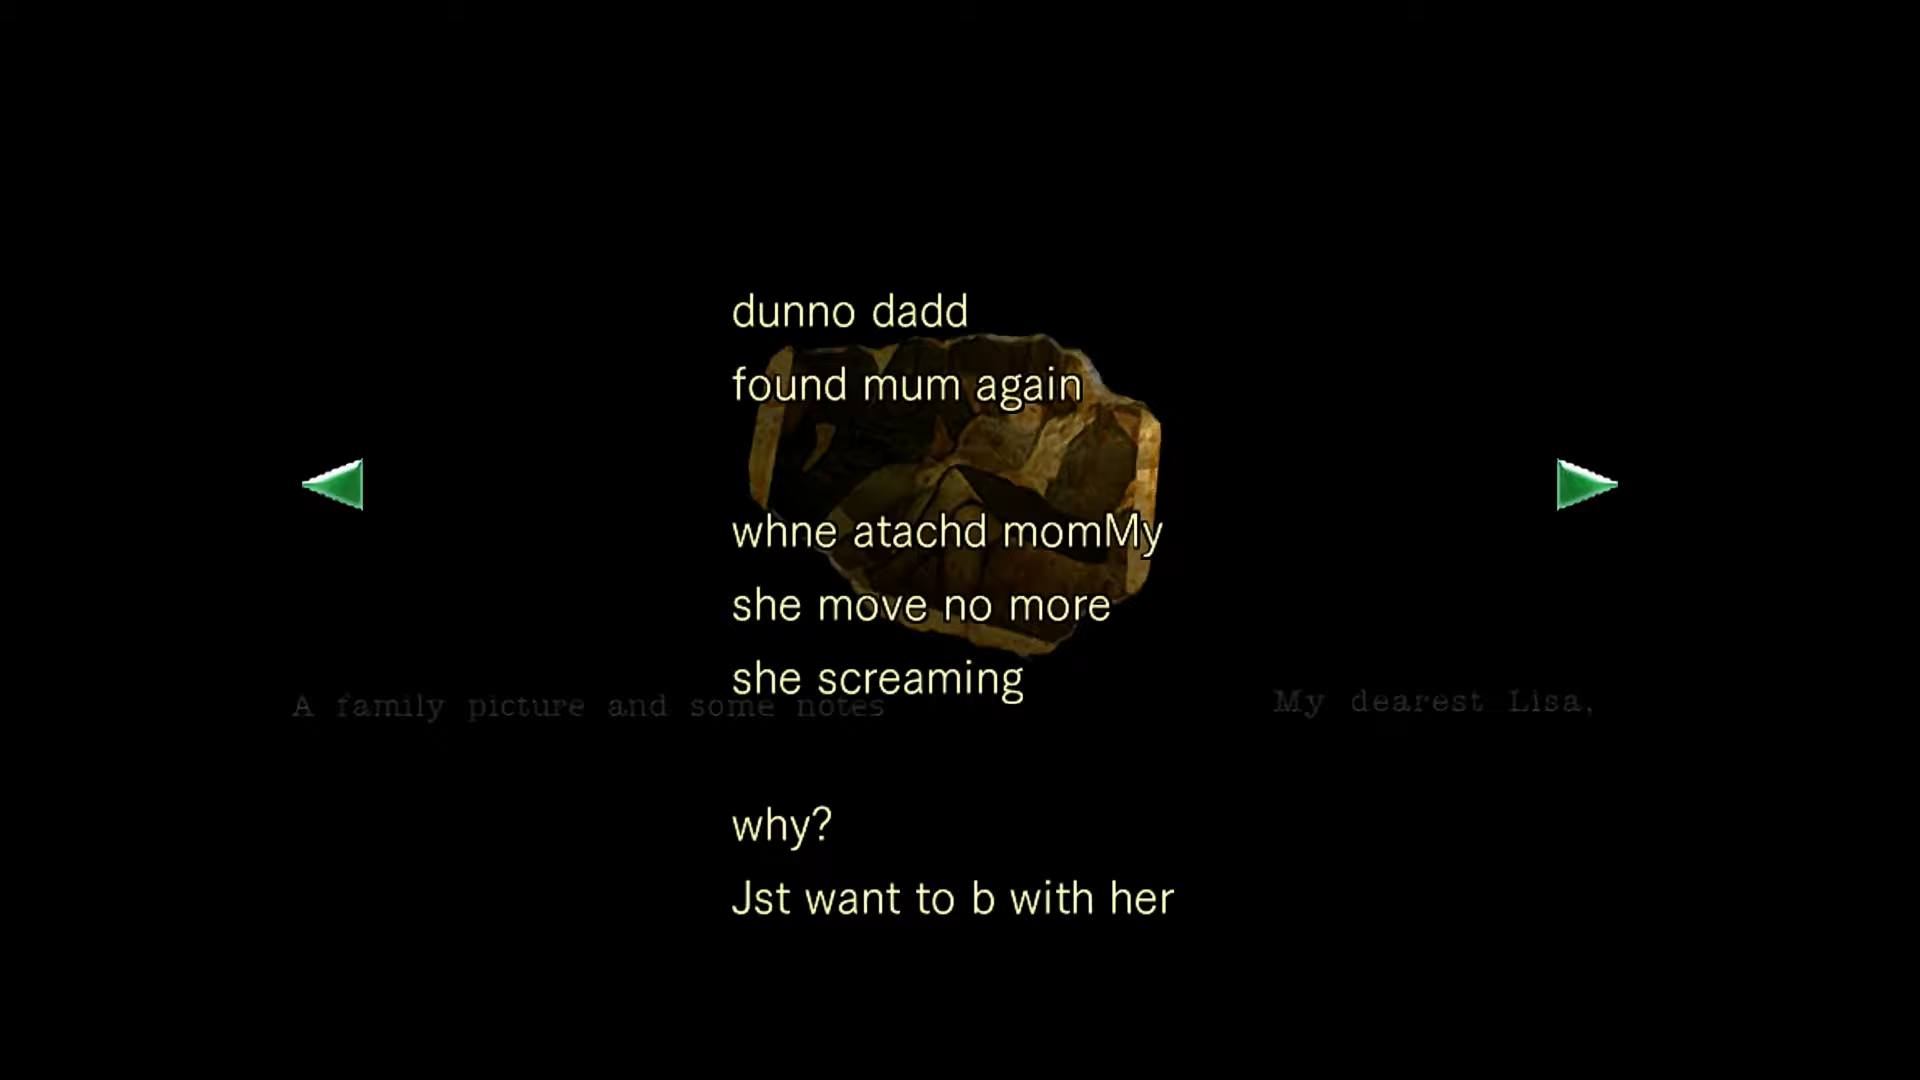 dunno dadd
found mum again
whne atachd momMy
she move no more
she screaming
A family picture and some notes
My dearest Lisa,
why?
Jst want to b with her